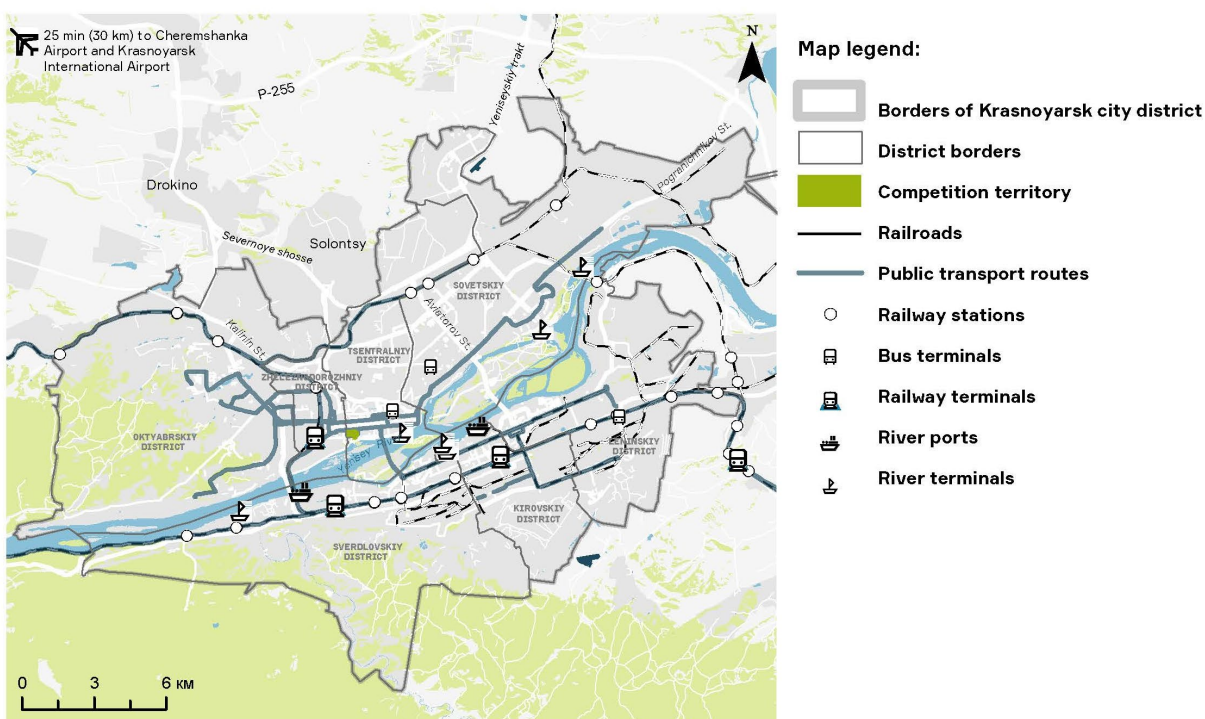 25 min (30 km) to Cheremshanka
Airport and Krasnoyarsk
International Airport
N
P-255
Yeniseyskiy trakt
Pogranichnikov St.
Drokino
Severnoye shosse
Solontsy
SOVETSKIY
DISTRICT
Aviatorov St.
Kalinin St.
TSENTRALNIY
DISTRICT
ZHELEZNODOROZHNIY
DISTRICT
OKTYABRSKIY
DISTRICT
Yenisey River
LENINSKIY
DISTRICT
KIROVSKIY
DISTRICT
SVERDLOVSKIY
DISTRICT
0 3 6 КМ
Map legend:
Borders of Krasnoyarsk city district
District borders
Competition territory
Railroads
Public transport routes
Railway stations
Bus terminals
Railway terminals
River ports
River terminals